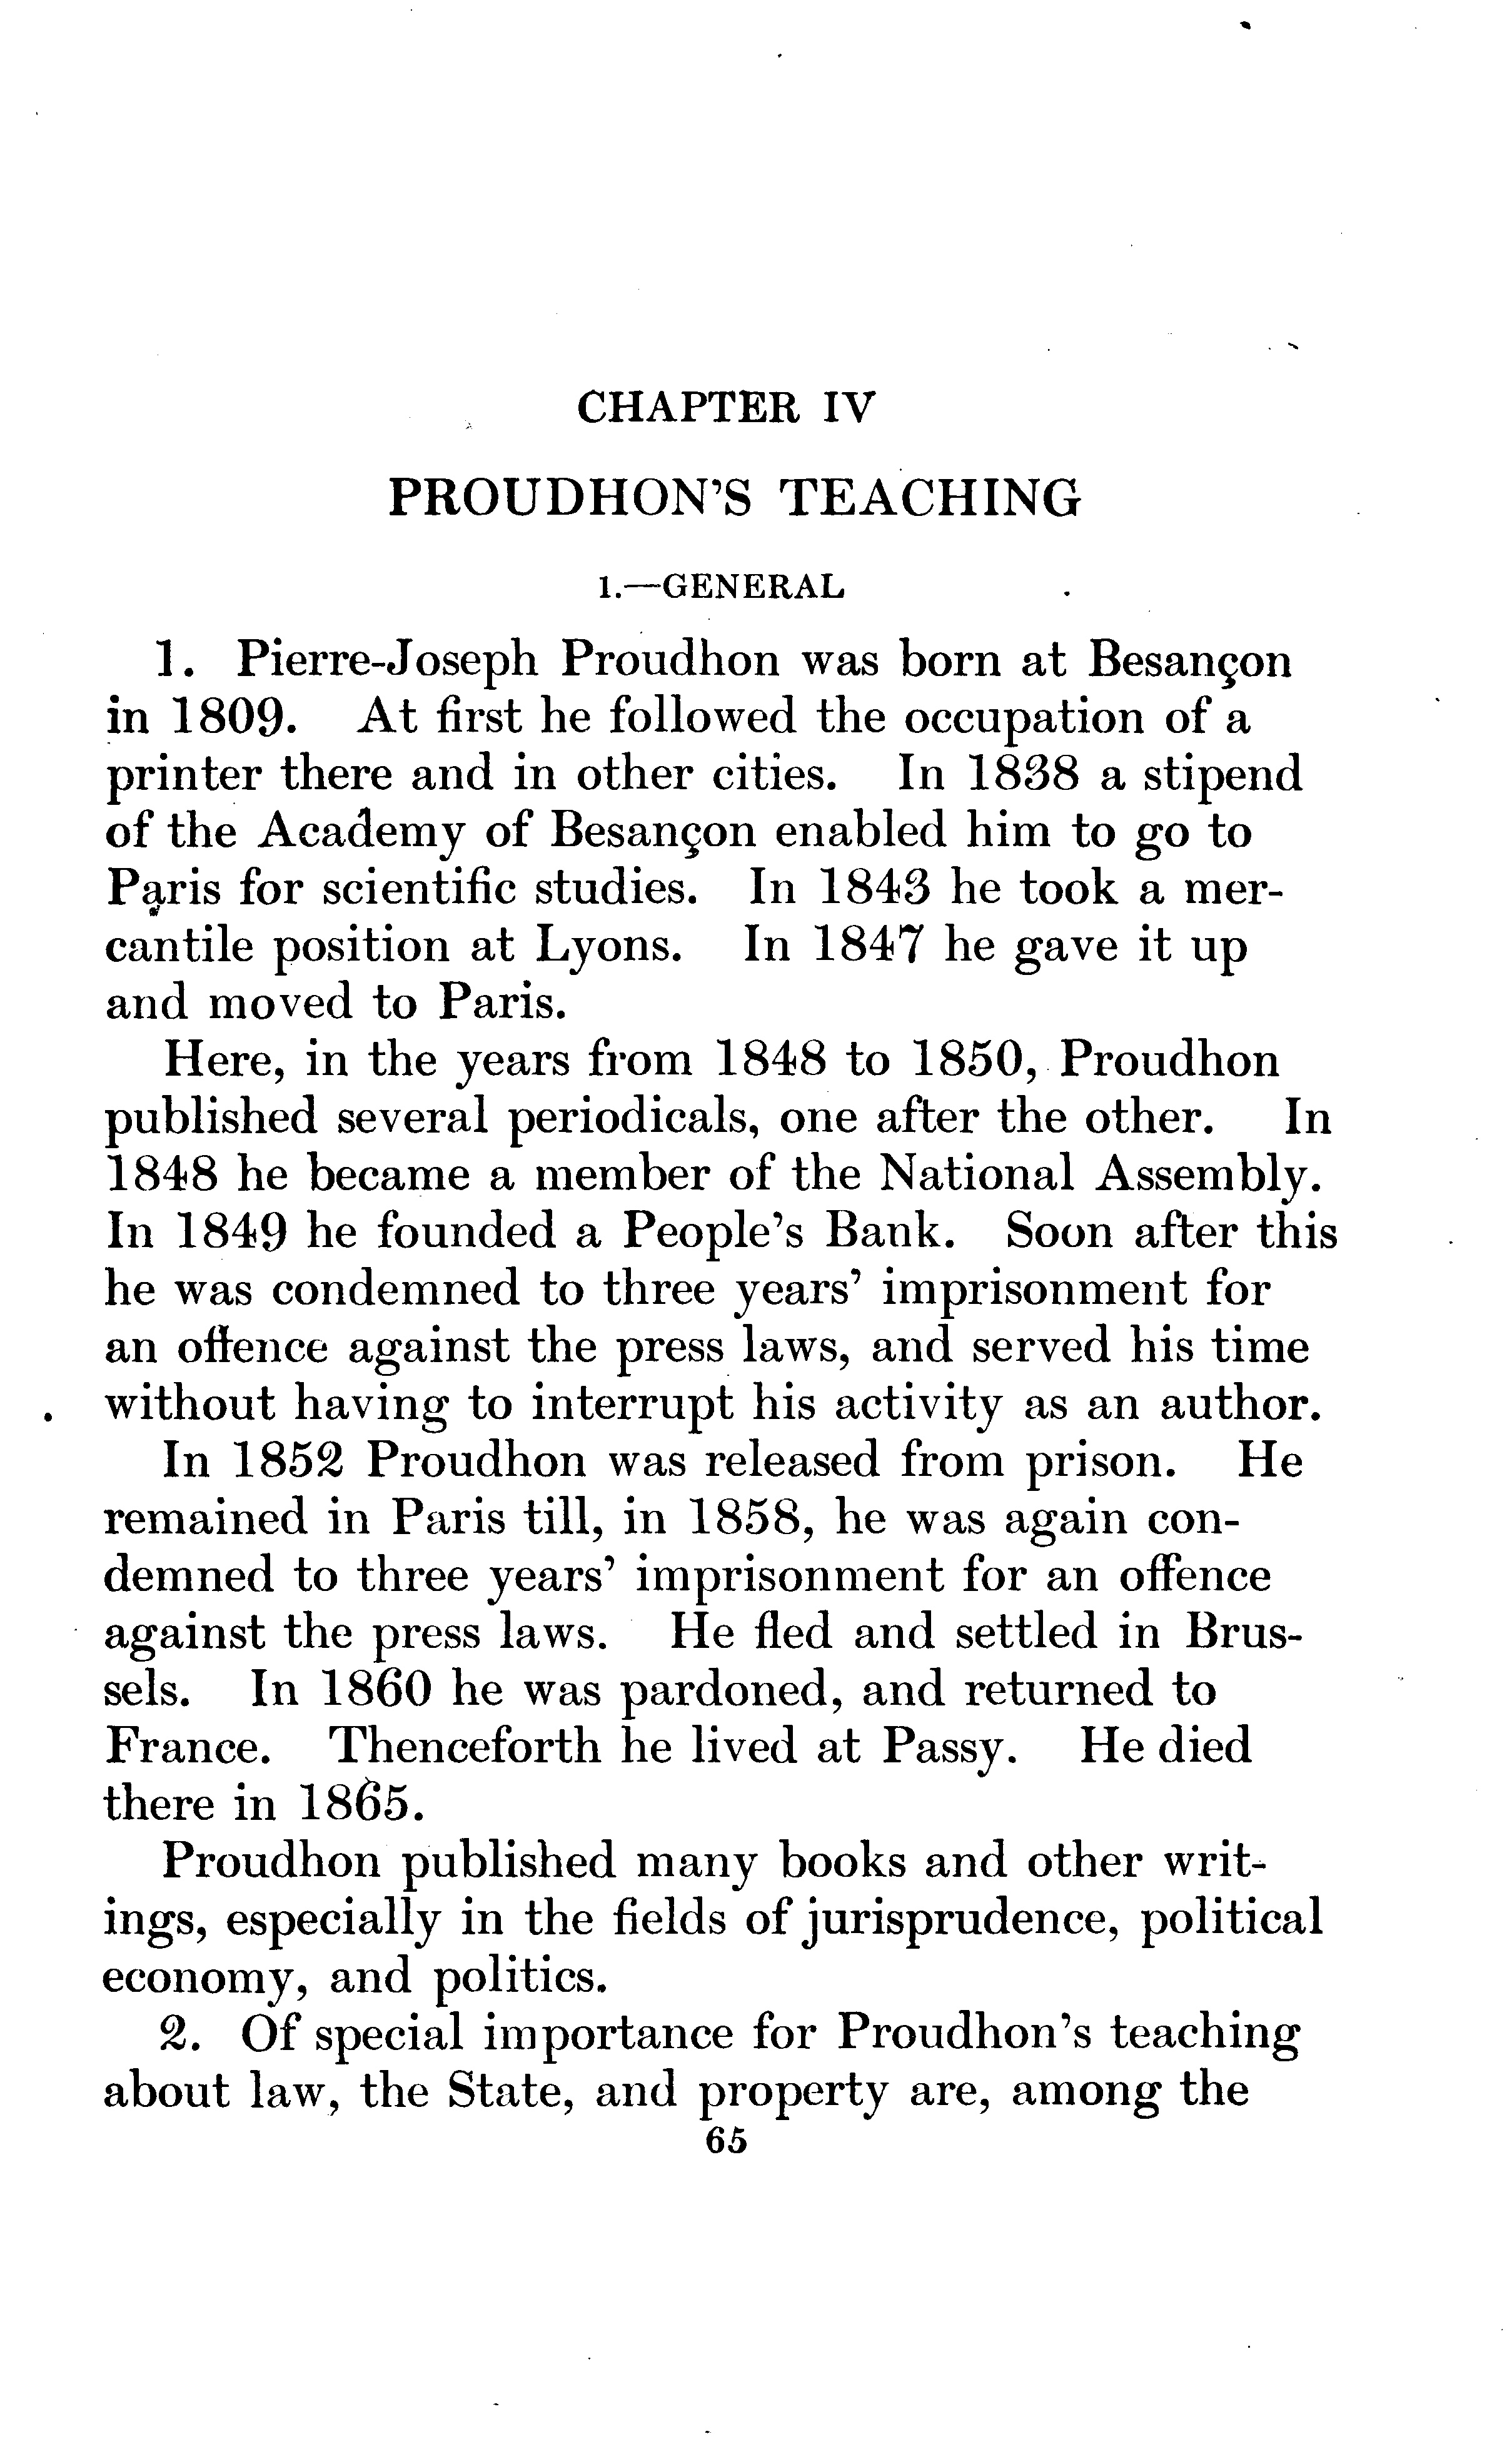 CHAPTER IV
PROUDHON'S TEACHING
1.—GENERAL
1. Pierre-Joseph Proudhon was born at Besançon
in 1809. At first he followed the occupation of a
printer there and in other cities. In 1838 a stipend
of the Academy of Besançon enabled him to go to
Paris for scientific studies. In 1843 he took a mer-
cantile position at Lyons. In 1847 he gave it up
and moved to Paris.
Here, in the years from 1848 to 1850, Proudhon
published several periodicals, one after the other. In
1848 he became a member of the National Assembly.
In 1849 he founded a People's Bank. Soon after this
he was condemned to three years' imprisonment for
an offence against the press laws, and served his time
without having to interrupt his activity as an author.
In 1852 Proudhon was released from prison. He
remained in Paris till, in 1858, he was again con-
demned to three years' imprisonment for an offence
against the press laws. He fled and settled in Brus-
sels. In 1860 he was pardoned, and returned to
France. Thenceforth he lived at Passy. He died
there in 1865.
Proudhon published many books and other writ-
ings, especially in the fields of jurisprudence, political
economy, and politics.
2. Of special importance for Proudhon's teaching
about law, the State, and property are, among the
65